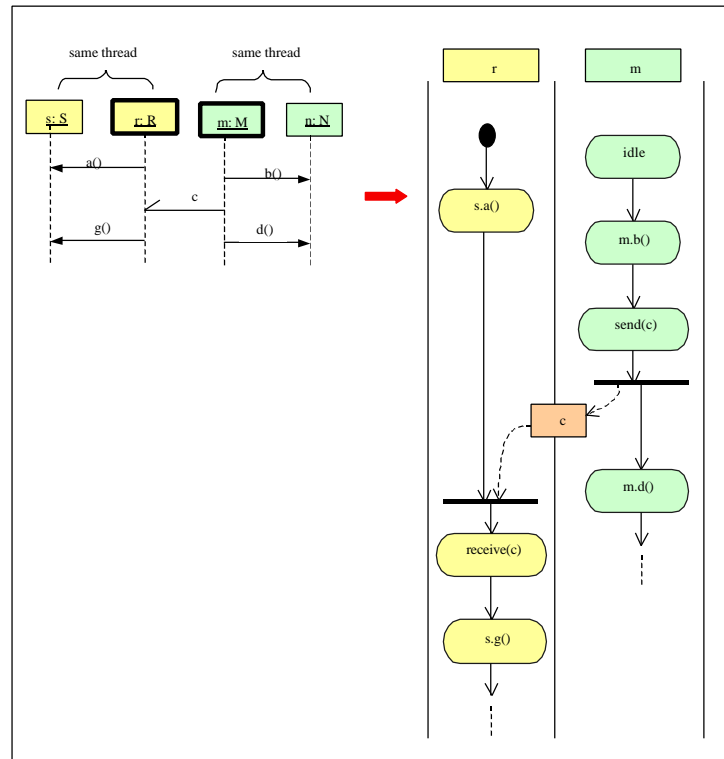 same thread
same thread
s: S
r: R
m: M
n: N
a()
b()
c
g()
d()
r
m
idle
s.a()
m.b()
send(c)
c
m.d()
receive(c)
s.g()